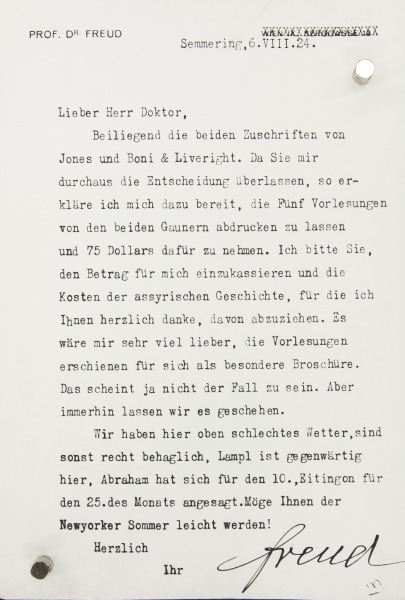 PROF. DR. FREUD
WIEN IX., BERGGASSE 19
Semmering,6.VIII.24.
Lieber Herr Doktor,
Beiliegend die beiden Zuschriften von
Jones und Boni & Liveright. Da Sie mir
durchaus die Entscheidung überlassen, so er-
kläre ich mich dazu bereit, die Fünf Vorlesungen
von den beiden Gaunern abdrucken zu lassen
und 75 Dollars dafür zu nehmen. Ich bitte Sie,
den Betrag für mich einzukassieren und die
Kosten der assyrischen Geschichte, für die ich
Ihnen herzlich danke, davon abzuziehen. Es
wäre mir sehr viel lieber, die Vorlesungen
erschienen für sich als besondere Broschüre.
Das scheint ja nicht der Fall zu sein. Aber
immerhin lassen wir es geschehen.
Wir haben hier oben schlechtes Wetter,sind
sonst recht behaglich, Lampl ist gegenwärtig
hier, Abraham hat sich für den 10.,Eitingon für
den 25.des Monats angesagt.Möge Ihnen der
Newyorker Sommer leicht werden!
Herzlich
Ihr
freud